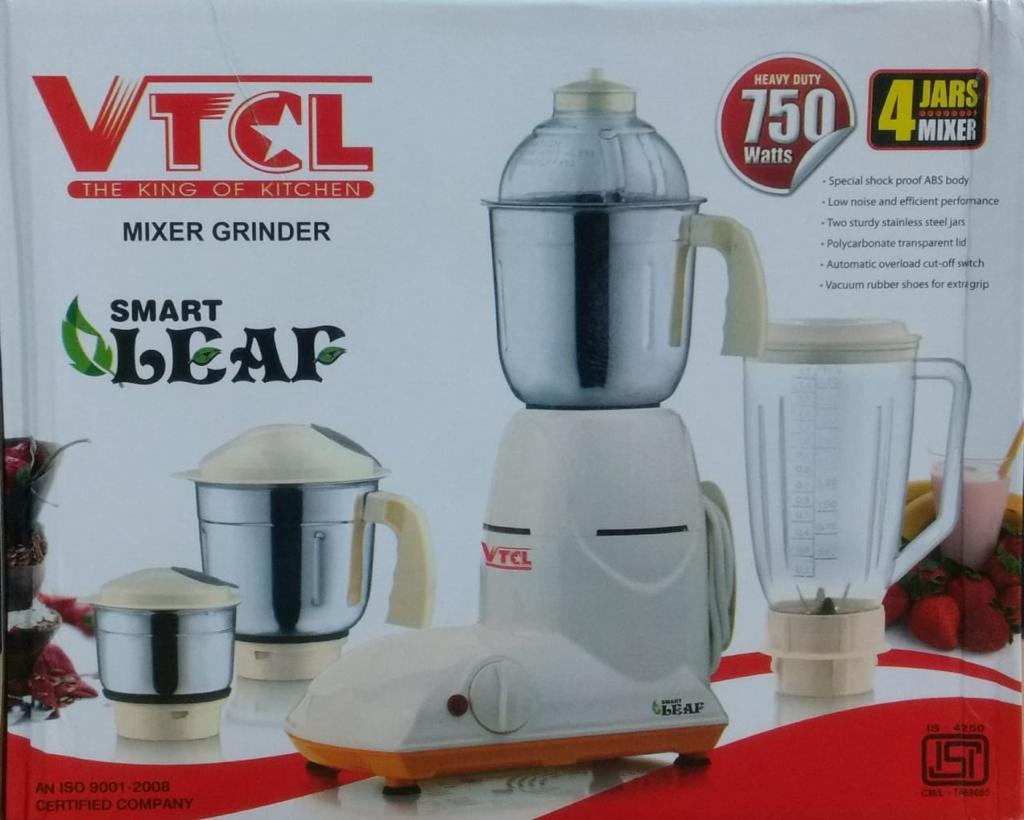 VTCL
THE KING OF KITCHEN
MIXER GRINDER
SMART
LEAF
HEAVY DUTY
750
Watts
4 JARS
MIXER
· Special shock proof ABS body
· Low noise and efficient perfomance
· Two sturdy stainless steel jars
· Polycarbonate transparent lid
· Automatic overload cut-off switch
· Vacuum rubber shoes for extra grip
VTCL
SMART
LEAF
AN ISO 9001-2008
CERTIFIED COMPANY
IS - 4250
ISI